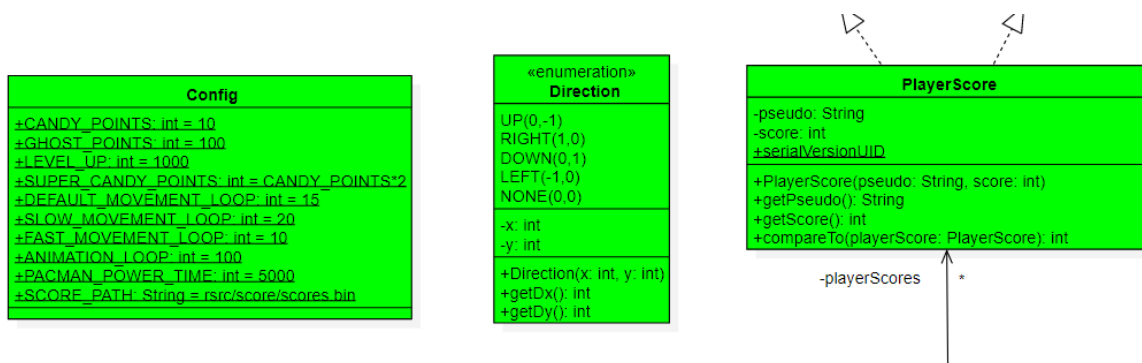 Config
+CANDY_POINTS: int = 10
+GHOST_POINTS: int = 100
+LEVEL_UP: int = 1000
+SUPER_CANDY_POINTS: int = CANDY_POINTS*2
+DEFAULT_MOVEMENT_LOOP: int = 15
+SLOW_MOVEMENT_LOOP: int = 20
+FAST_MOVEMENT_LOOP: int = 10
+ANIMATION_LOOP: int = 100
+PACMAN_POWER_TIME: int = 5000
+SCORE_PATH: String = rsrc/score/scores.bin
«enumeration»
Direction
UP(0,-1)
RIGHT(1,0)
DOWN(0,1)
LEFT(-1,0)
NONE(0,0)
-x: int
-y: int
+Direction(x: int, y: int)
+getDx(): int
+getDy(): int
PlayerScore
-pseudo: String
-score: int
+serialVersionUID
+PlayerScore(pseudo: String, score: int)
+getPseudo(): String
+getScore(): int
+compareTo(playerScore: PlayerScore): int
-playerScores *